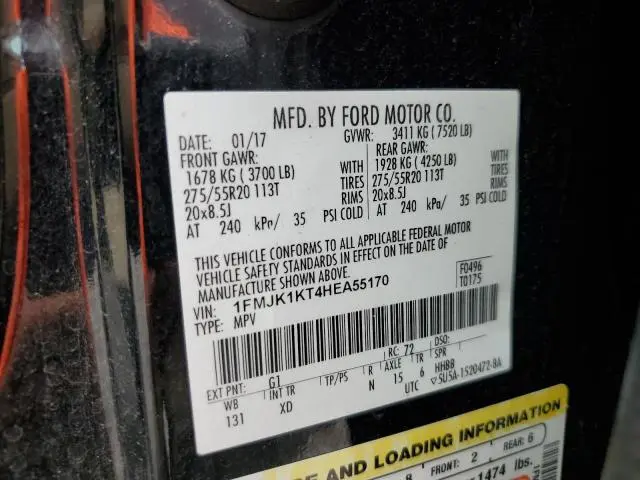 MFD. BY FORD MOTOR CO.
DATE: 01/17 GVWR: 3411 KG ( 7520 LB)
FRONT GAWR: REAR GAWR:
1678 KG ( 3700 LB) WITH 1928 KG ( 4250 LB) WITH
275/55R20 113T TIRES 275/55R20 113T TIRES
20x8.5J RIMS 20x8.5J RIMS
AT 240 kPa/ 35 PSI COLD AT 240 kPa/ 35 PSI COLD
THIS VEHICLE CONFORMS TO ALL APPLICABLE FEDERAL MOTOR
VEHICLE SAFETY STANDARDS IN EFFECT ON THE DATE OF
MANUFACTURE SHOWN ABOVE.
VIN: 1FMJK1KT4HEA55170
TYPE: MPV
F0496
T0175
EXT PNT: G1 RC: 72 DSO:
WB INT TR TP/PS R AXLE TR SPR
131 XD N 15 6 HHBB
UTC 5U5A-1520472-BA
AND LOADING INFORMATION
8 FRONT: 2 REAR: 6
1474 lbs.